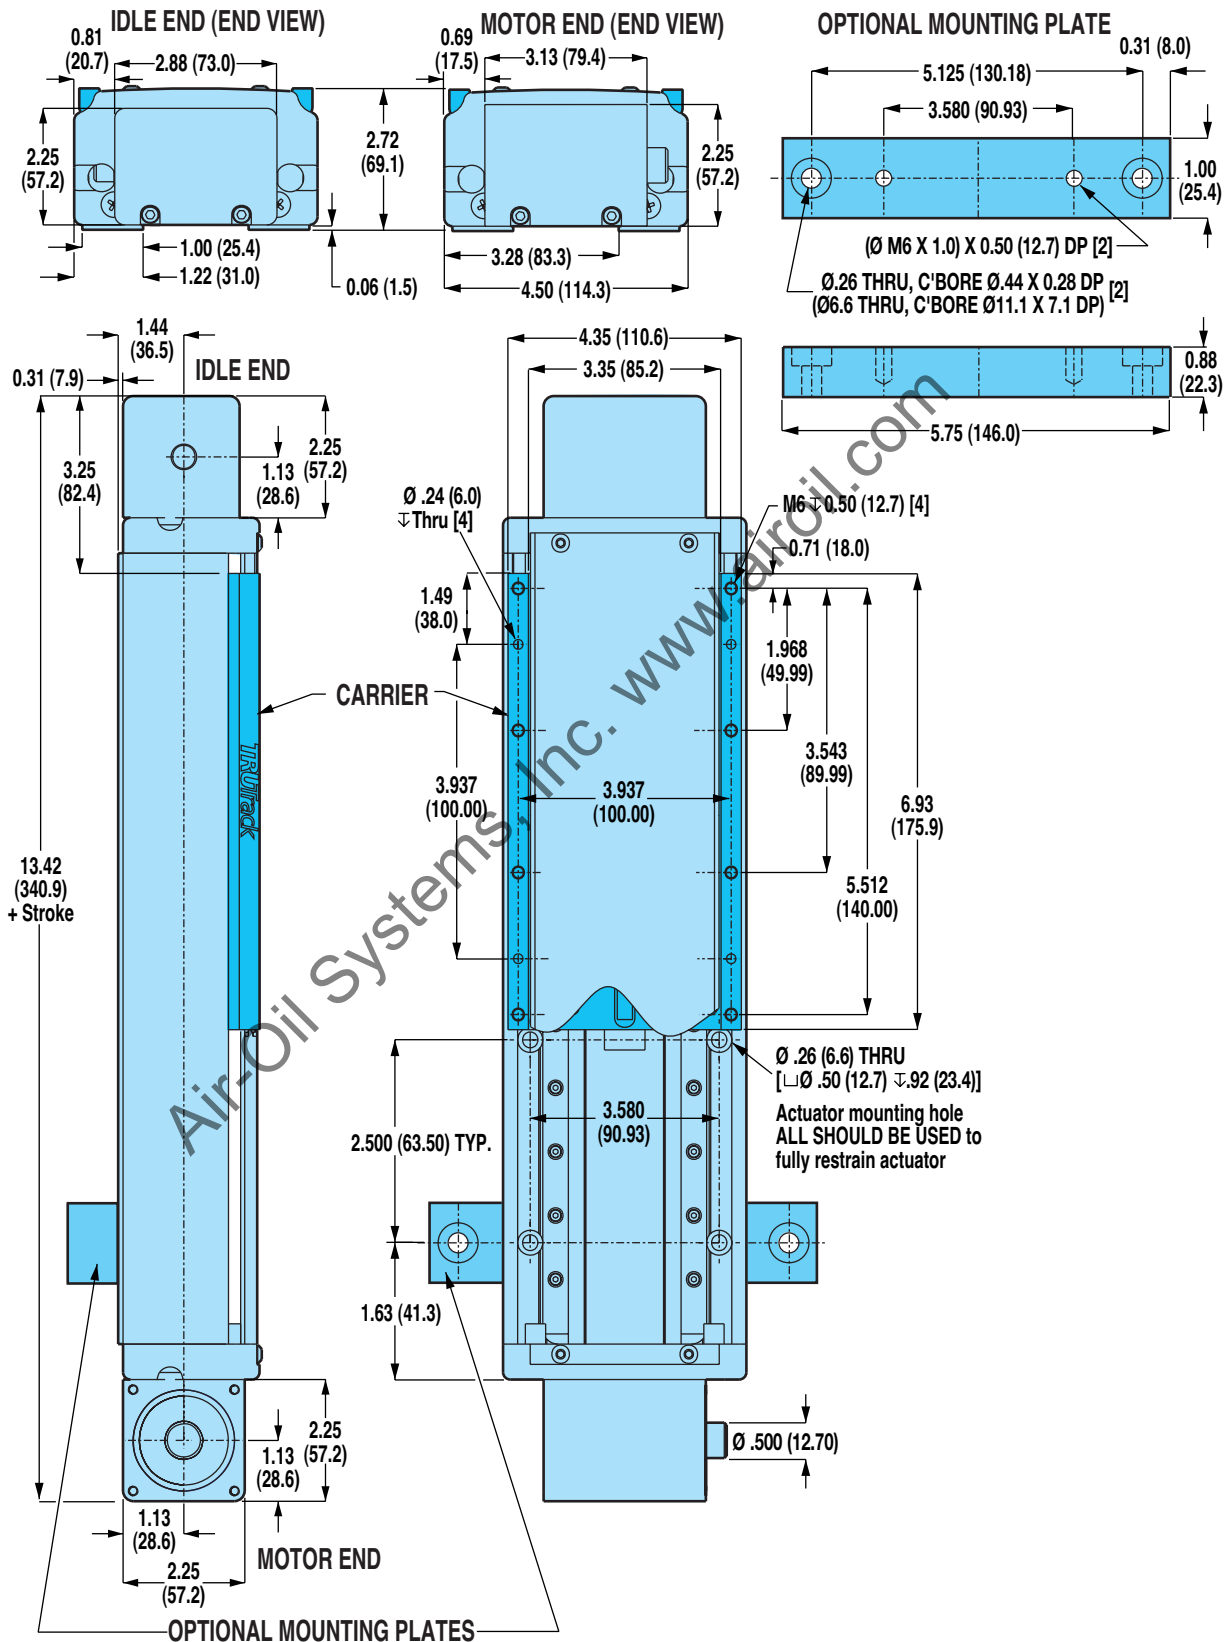 IDLE END (END VIEW)
0.81
(20.7)
2.88 (73.0)
2.25
(57.2)
2.72
(69.1)
1.00 (25.4)
1.22 (31.0)
0.06 (1.5)
MOTOR END (END VIEW)
0.69
(17.5)
3.13 (79.4)
2.25
(57.2)
3.28 (83.3)
4.50 (114.3)
OPTIONAL MOUNTING PLATE
0.31 (8.0)
5.125 (130.18)
3.580 (90.93)
1.00
(25.4)
(Ø M6 X 1.0) X 0.50 (12.7) DP [2]
Ø.26 THRU, C'BORE Ø.44 X 0.28 DP
(Ø6.6 THRU, C'BORE Ø11.1 X 7.1 DP) [2]
0.88
(22.3)
5.75 (146.0)
1.44
(36.5)
IDLE END
0.31 (7.9)
3.25
(82.4)
2.25
(57.2)
1.13
(28.6)
TRUTrack
13.42
(340.9)
+ Stroke
2.25
(57.2)
1.13
(28.6)
1.13
(28.6)
MOTOR END
2.25
(57.2)
OPTIONAL MOUNTING PLATES
4.35 (110.6)
3.35 (85.2)
Ø .24 (6.0)
↧Thru [4]
M6 ↧ 0.50 (12.7) [4]
0.71 (18.0)
1.49
(38.0)
1.968
(49.99)
CARRIER
3.543
(89.99)
3.937
(100.00)
3.937
(100.00)
6.93
(175.9)
5.512
(140.00)
Ø .26 (6.6) THRU
[⌴Ø .50 (12.7) ↧.92 (23.4)]
Actuator mounting hole
ALL SHOULD BE USED to
fully restrain actuator
3.580
(90.93)
2.500 (63.50) TYP.
1.63 (41.3)
Ø .500 (12.70)
Air-Oil Systems, Inc. www.airoil.com